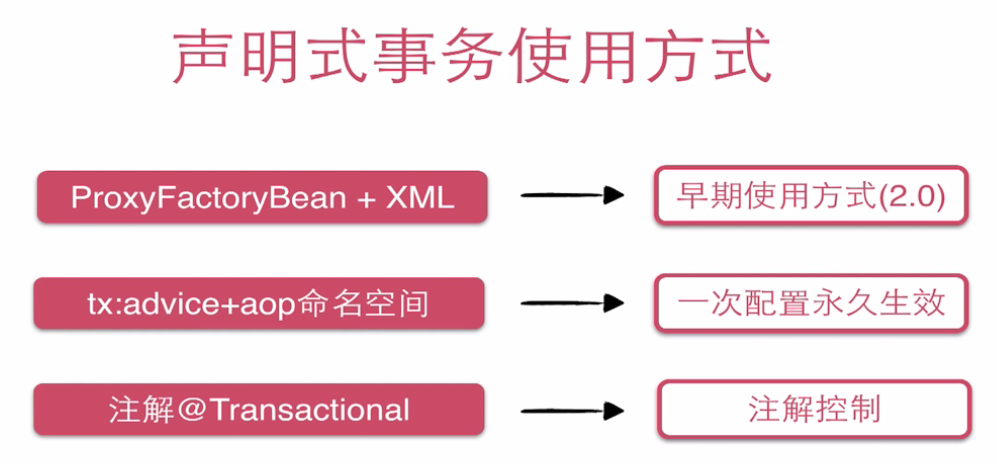 声明式事务使用方式
ProxyFactoryBean + XML
早期使用方式(2.0)
tx:advice+aop命名空间
一次配置永久生效
注解@Transactional
注解控制